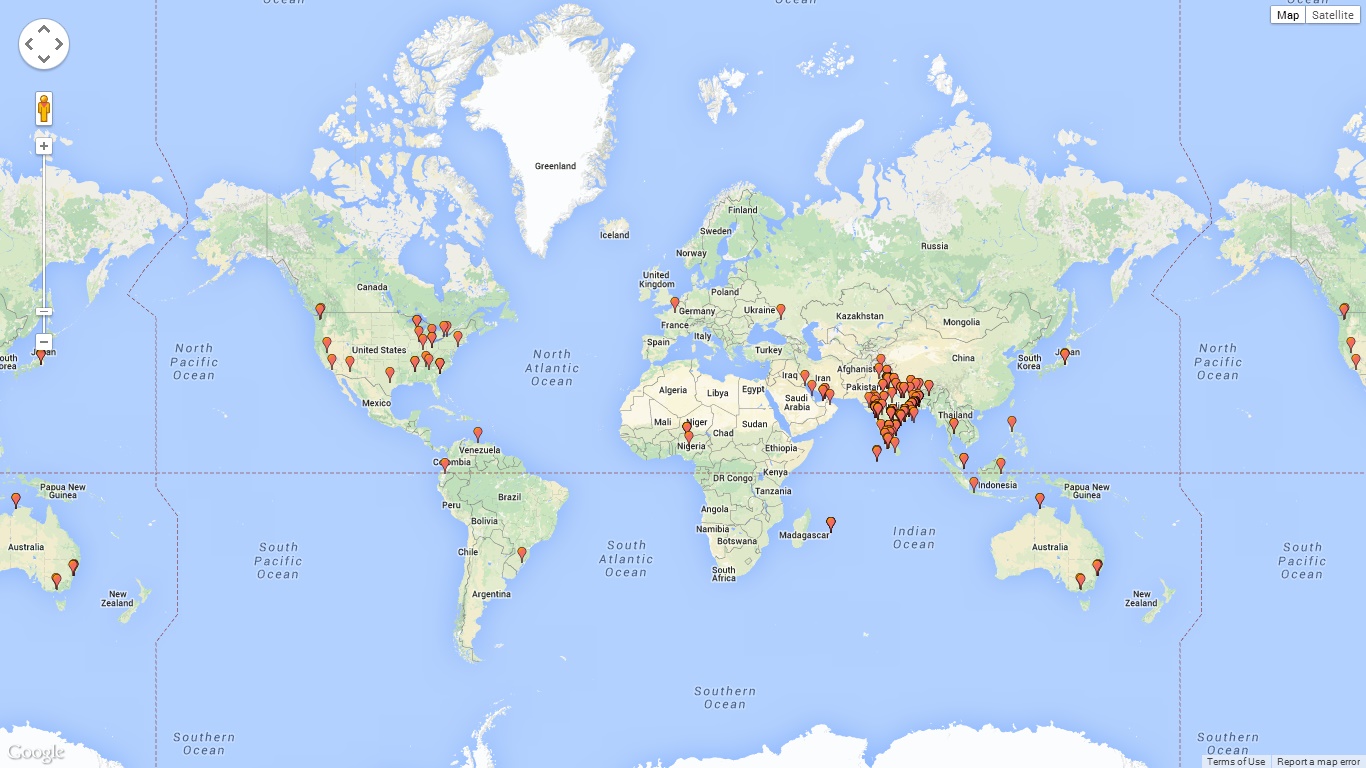 Ocean
Ocean
Ocean
Map
Satellite
Greenland
Iceland
Finland
Sweden
Norway
Russia
United
Kingdom
Canada
Poland
Germany
Ukraine
France
Kazakhstan
Mongolia
Italy
Spain
Turkey
United States
North
Pacific
Ocean
North
Atlantic
Ocean
China
South
Korea
Japan
North
Pacific
Ocean
Japan
outh
orea
Iraq
Iran
Afghanist
Pakistan
Algeria
Libya
Egypt
Saudi
Arabia
Mexico
Mali
Niger
Chad
Sudan
Thailand
Nigeria
Ethiopia
Venezuela
Colombia
Kenya
DR Congo
Tanzania
Indonesia
Papua New
Guinea
Papua New
Guinea
Brazil
Peru
Angola
Bolivia
Namibia
Botswana
Madagascar
Indian
Ocean
Australia
Australia
South
Pacific
Ocean
South
Atlantic
Ocean
South
Pacific
Ocean
Chile
South
Africa
Argentina
New
Zealand
New
Zealand
Southern
Ocean
Southern
Ocean
Southern
Ocean
Google
Terms of Use
Report a map error